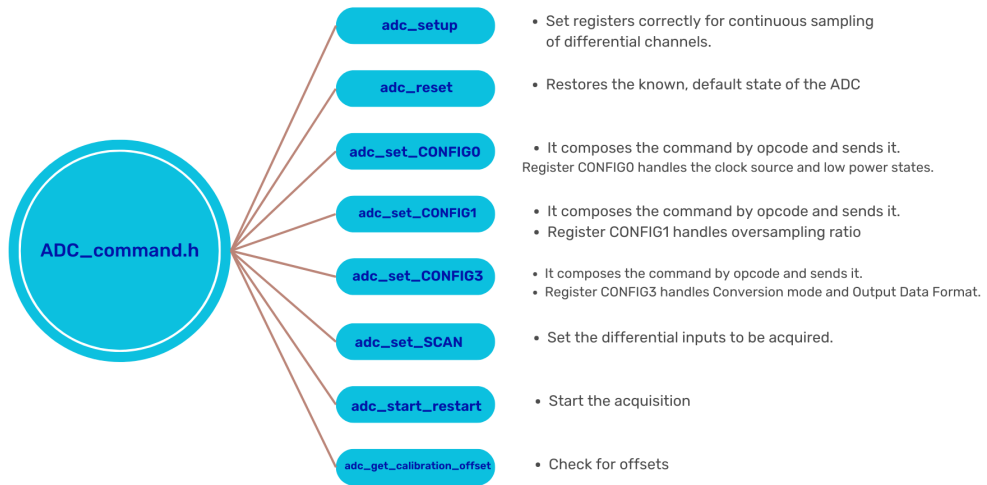 ADC_command.h
adc_setup
• Set registers correctly for continuous sampling
of differential channels.
adc_reset
• Restores the known, default state of the ADC
adc_set_CONFIG0
• It composes the command by opcode and sends it.
Register CONFIG0 handles the clock source and low power states.
adc_set_CONFIG1
• It composes the command by opcode and sends it.
• Register CONFIG1 handles oversampling ratio
adc_set_CONFIG3
• It composes the command by opcode and sends it.
• Register CONFIG3 handles Conversion mode and Output Data Format.
adc_set_SCAN
• Set the differential inputs to be acquired.
adc_start_restart
• Start the acquisition
adc_get_calibration_offset
• Check for offsets